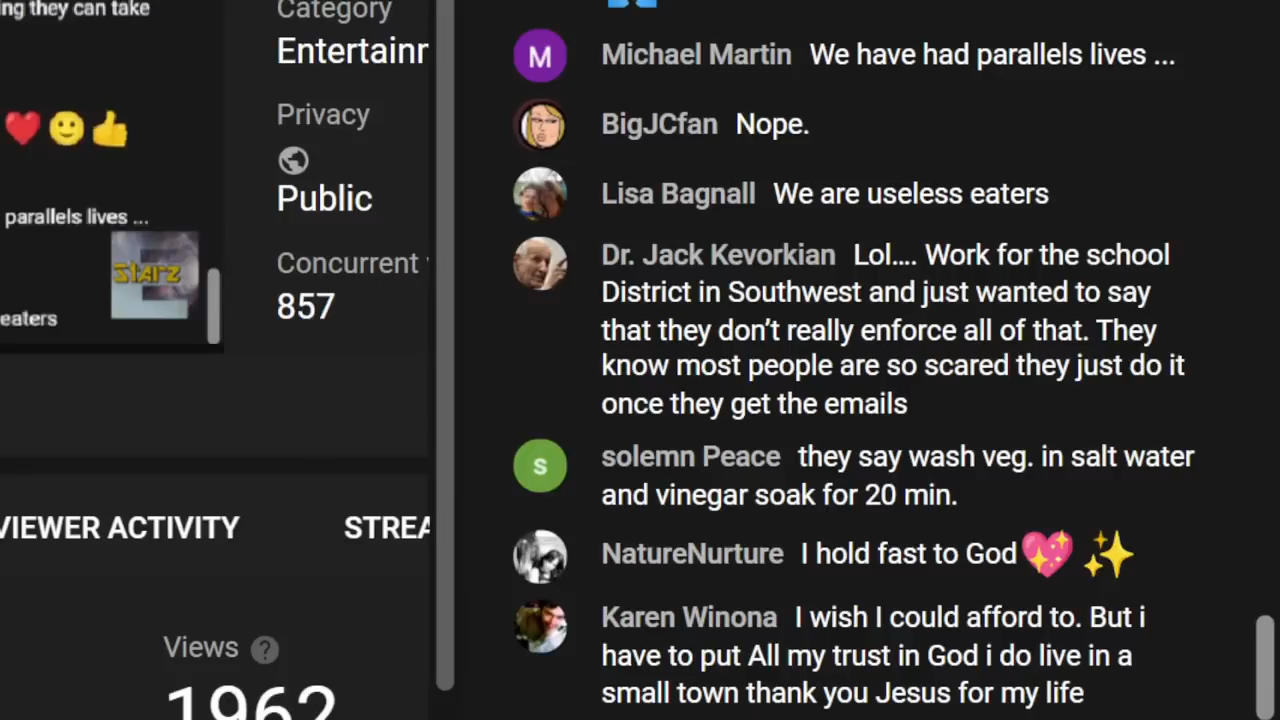 ing they can take
parallels lives ...
STARZ
eaters
Category
Entertainr
Privacy
Public
Concurrent
857
VIEWER ACTIVITY
STREA
Views ?
1962
M Michael Martin We have had parallels lives ...
BigJCfan Nope.
Lisa Bagnall We are useless eaters
Dr. Jack Kevorkian Lol.... Work for the school
District in Southwest and just wanted to say
that they don’t really enforce all of that. They
know most people are so scared they just do it
once they get the emails
S solemn Peace they say wash veg. in salt water
and vinegar soak for 20 min.
NatureNurture I hold fast to God💖 ✨
Karen Winona I wish I could afford to. But i
have to put All my trust in God i do live in a
small town thank you Jesus for my life